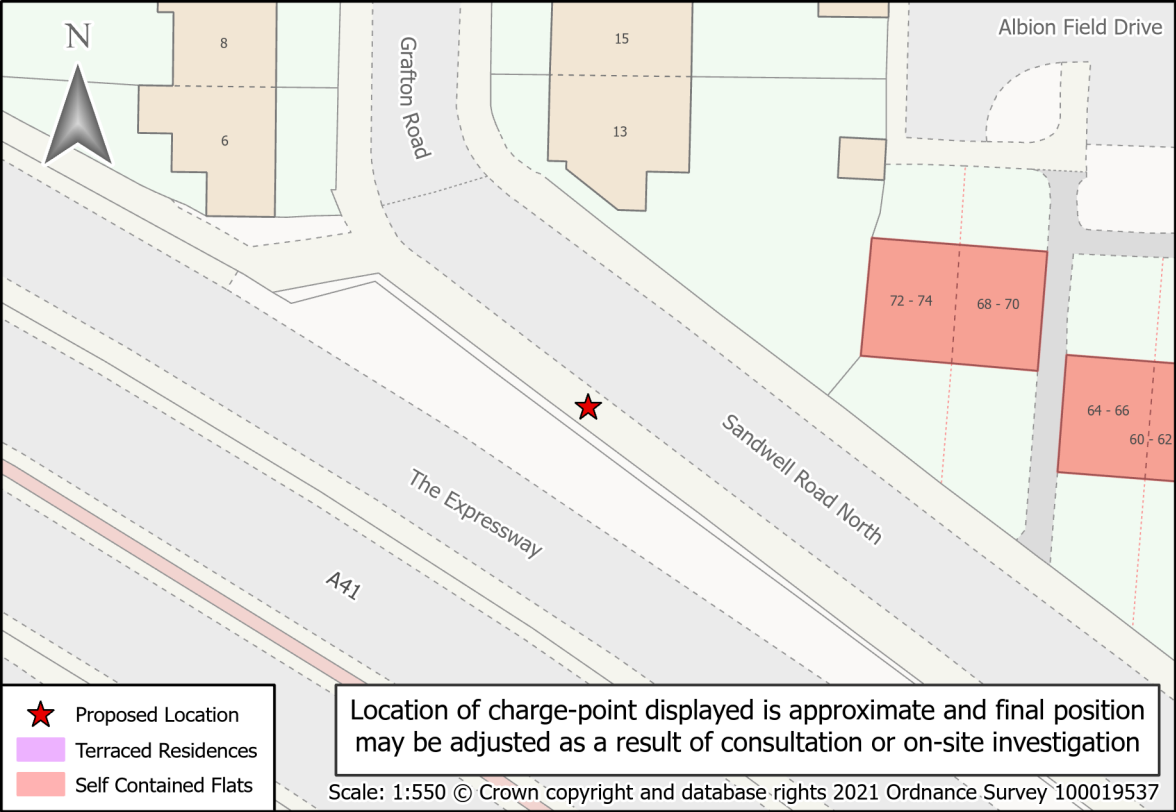 N
8
6
Grafton Road
15
13
Albion Field Drive
72 - 74
68 - 70
64 - 66
60 - 62
Sandwell Road North
The Expressway
A41
Proposed Location
Terraced Residences
Self Contained Flats
Location of charge-point displayed is approximate and final position
may be adjusted as a result of consultation or on-site investigation
Scale: 1:550 © Crown copyright and database rights 2021 Ordnance Survey 100019537